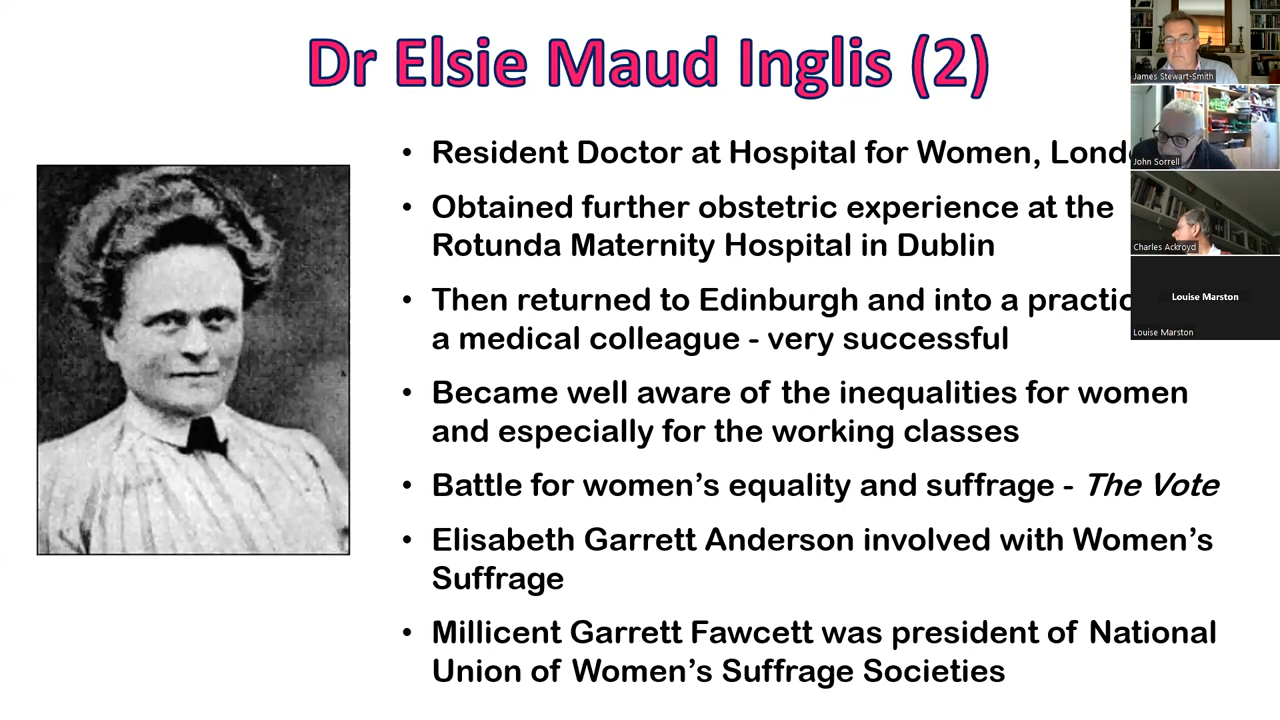 Dr Elsie Maud Inglis (2)
• Resident Doctor at Hospital for Women,
• Obtained further obstetric experience at the
Rotunda Maternity Hospital in Dublin
• Then returned to Edinburgh and into a
a medical colleague - very successful
• Became well aware of the inequalities for women
and especially for the working classes
• Battle for women's equality and suffrage - The Vote
• Elisabeth Garrett Anderson involved with Women's
Suffrage
• Millicent Garrett Fawcett was president of National
Union of Women's Suffrage Societies
James Stewart-Smith
John Sorrell
Charles Ackroyd
Louise Marston
Louise Marston